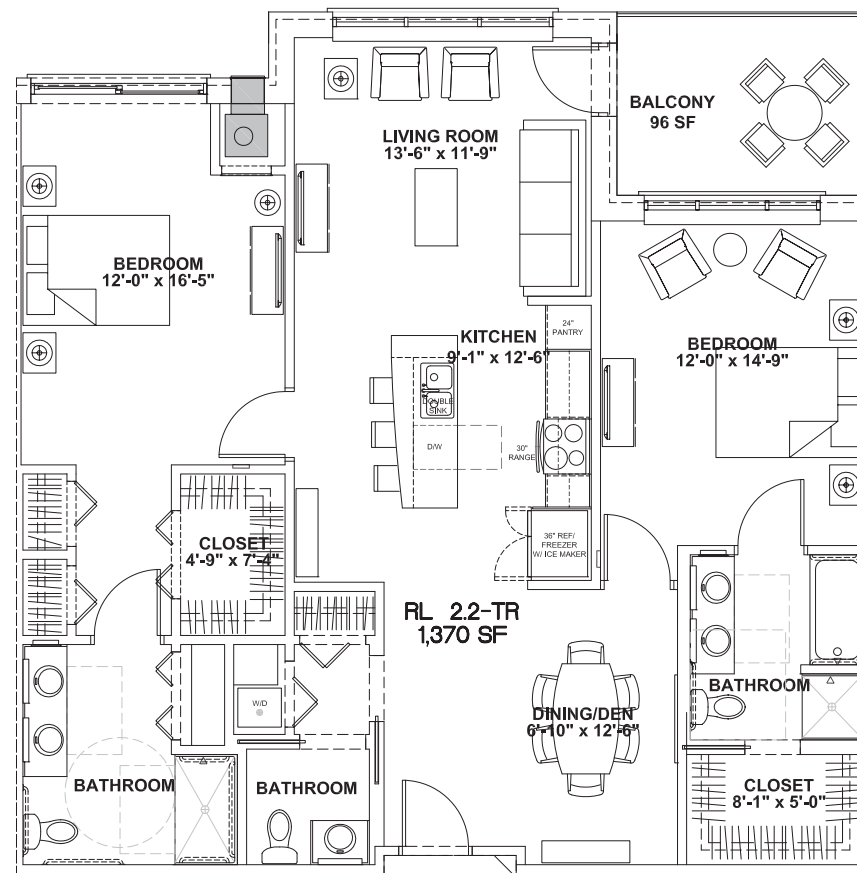 BALCONY
96 SF
LIVING ROOM
13'-6" x 11'-9"
BEDROOM
12'-0" x 16'-5"
24"
PANTRY
KITCHEN
9'-1" x 12'-6"
BEDROOM
12'-0" x 14'-9"
DOUBLE
SINK
D/W
30"
RANGE
36" REF/
FREEZER
W/ ICE MAKER
CLOSET
4'-9" x 7'-4"
RL 2.2-TR
1,370 SF
W/D
DINING/DEN
6'-10" x 12'-6"
BATHROOM
BATHROOM
BATHROOM
CLOSET
8'-1" x 5'-0"